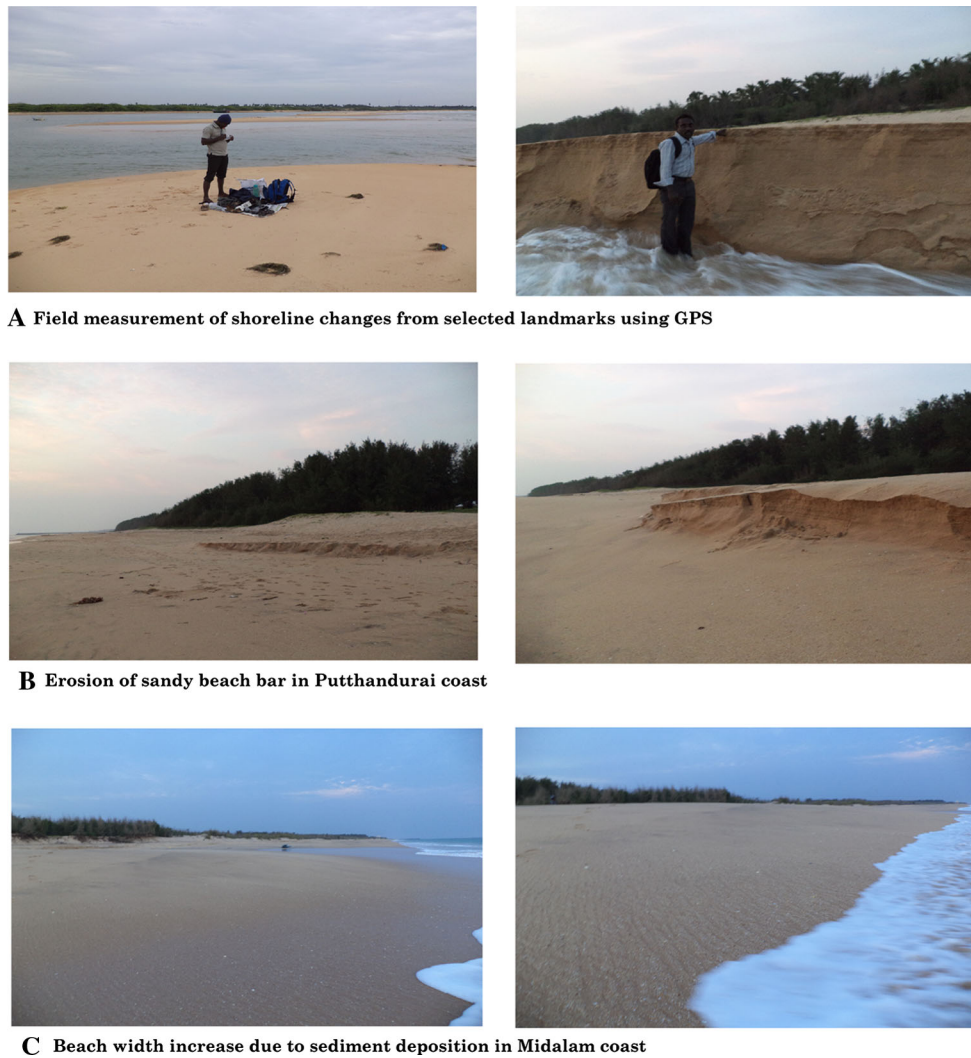 A Field measurement of shoreline changes from selected landmarks using GPS
B Erosion of sandy beach bar in Putthandurai coast
C Beach width increase due to sediment deposition in Midalam coast